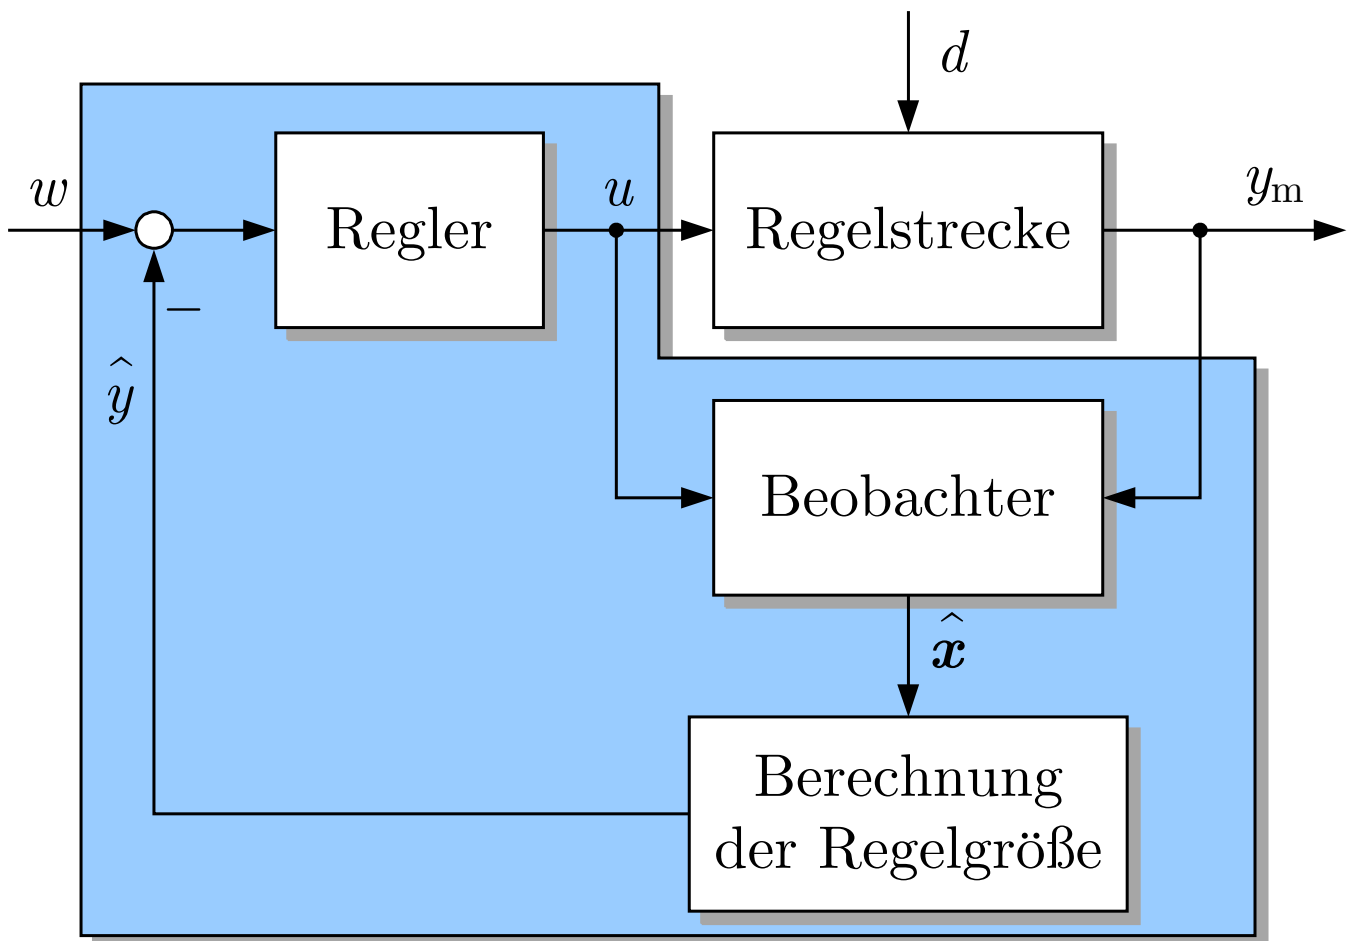 d
w
Regler
u
Regelstrecke
yₘ
−
ŷ
Beobachter
x̂
Berechnung
der Regelgröße